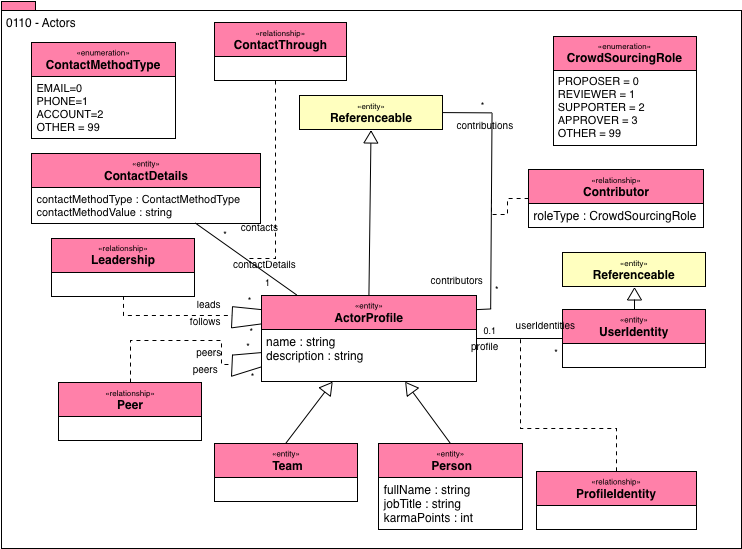 0110 - Actors
«enumeration»
ContactMethodType
EMAIL=0
PHONE=1
ACCOUNT=2
OTHER = 99
«relationship»
ContactThrough
«enumeration»
CrowdSourcingRole
PROPOSER = 0
REVIEWER = 1
SUPPORTER = 2
APPROVER = 3
OTHER = 99
«entity»
Referenceable
*
contributions
«entity»
ContactDetails
contactMethodType : ContactMethodType
contactMethodValue : string
*
contacts
contactDetails
1
«relationship»
Contributor
roleType : CrowdSourcingRole
«relationship»
Leadership
leads
*
follows
*
contributors
*
«entity»
Referenceable
«entity»
ActorProfile
name : string
description : string
0.1
profile
userIdentities
*
«entity»
UserIdentity
peers
*
peers
*
«relationship»
Peer
«entity»
Team
«entity»
Person
fullName : string
jobTitle : string
karmaPoints : int
«relationship»
ProfileIdentity